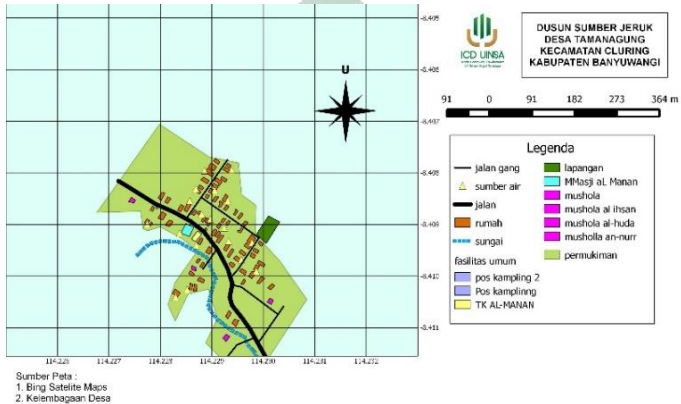 ICD UINSA
DUSUN SUMBER JERUK
DESA TAMANAGUNG
KECAMATAN CLURING
KABUPATEN BANYUWANGI
U
91 0 91 182 273 364 m
Legenda
jalan gang
sumber air
jalan
rumah
sungai
fasilitas umum
pos kampling 2
Pos kamplinng
TK AL-MANAN
lapangan
MMasji aL Manan
mushola
mushola al ihsan
mushola al-huda
musholla an-nurr
permukiman
-8.405
-8.406
-8.407
-8.408
-8.409
-8.410
-8.411
114.226 114.227 114.228 114.229 114.230 114.231 114.232
Sumber Peta :
1. Bing Satelite Maps
2. Kelembagaan Desa